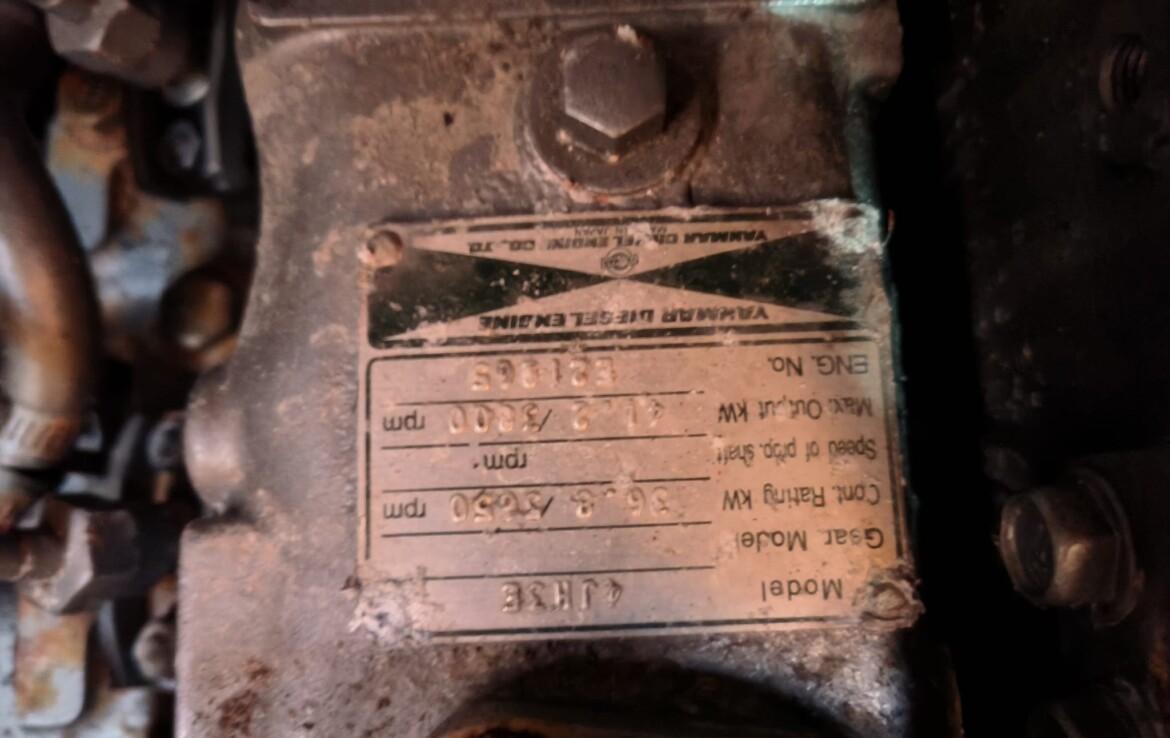 Model 4JH3E
Gear Model
Cont. Rating kW 36.8/3650 rpm
Speed of prop. shaft rpm
Max. Output kW 41.2/3800 rpm
ENG. No.
YANMAR DIESEL ENGINE
YANMAR DIESEL ENGINE CO., LTD.
MADE IN JAPAN